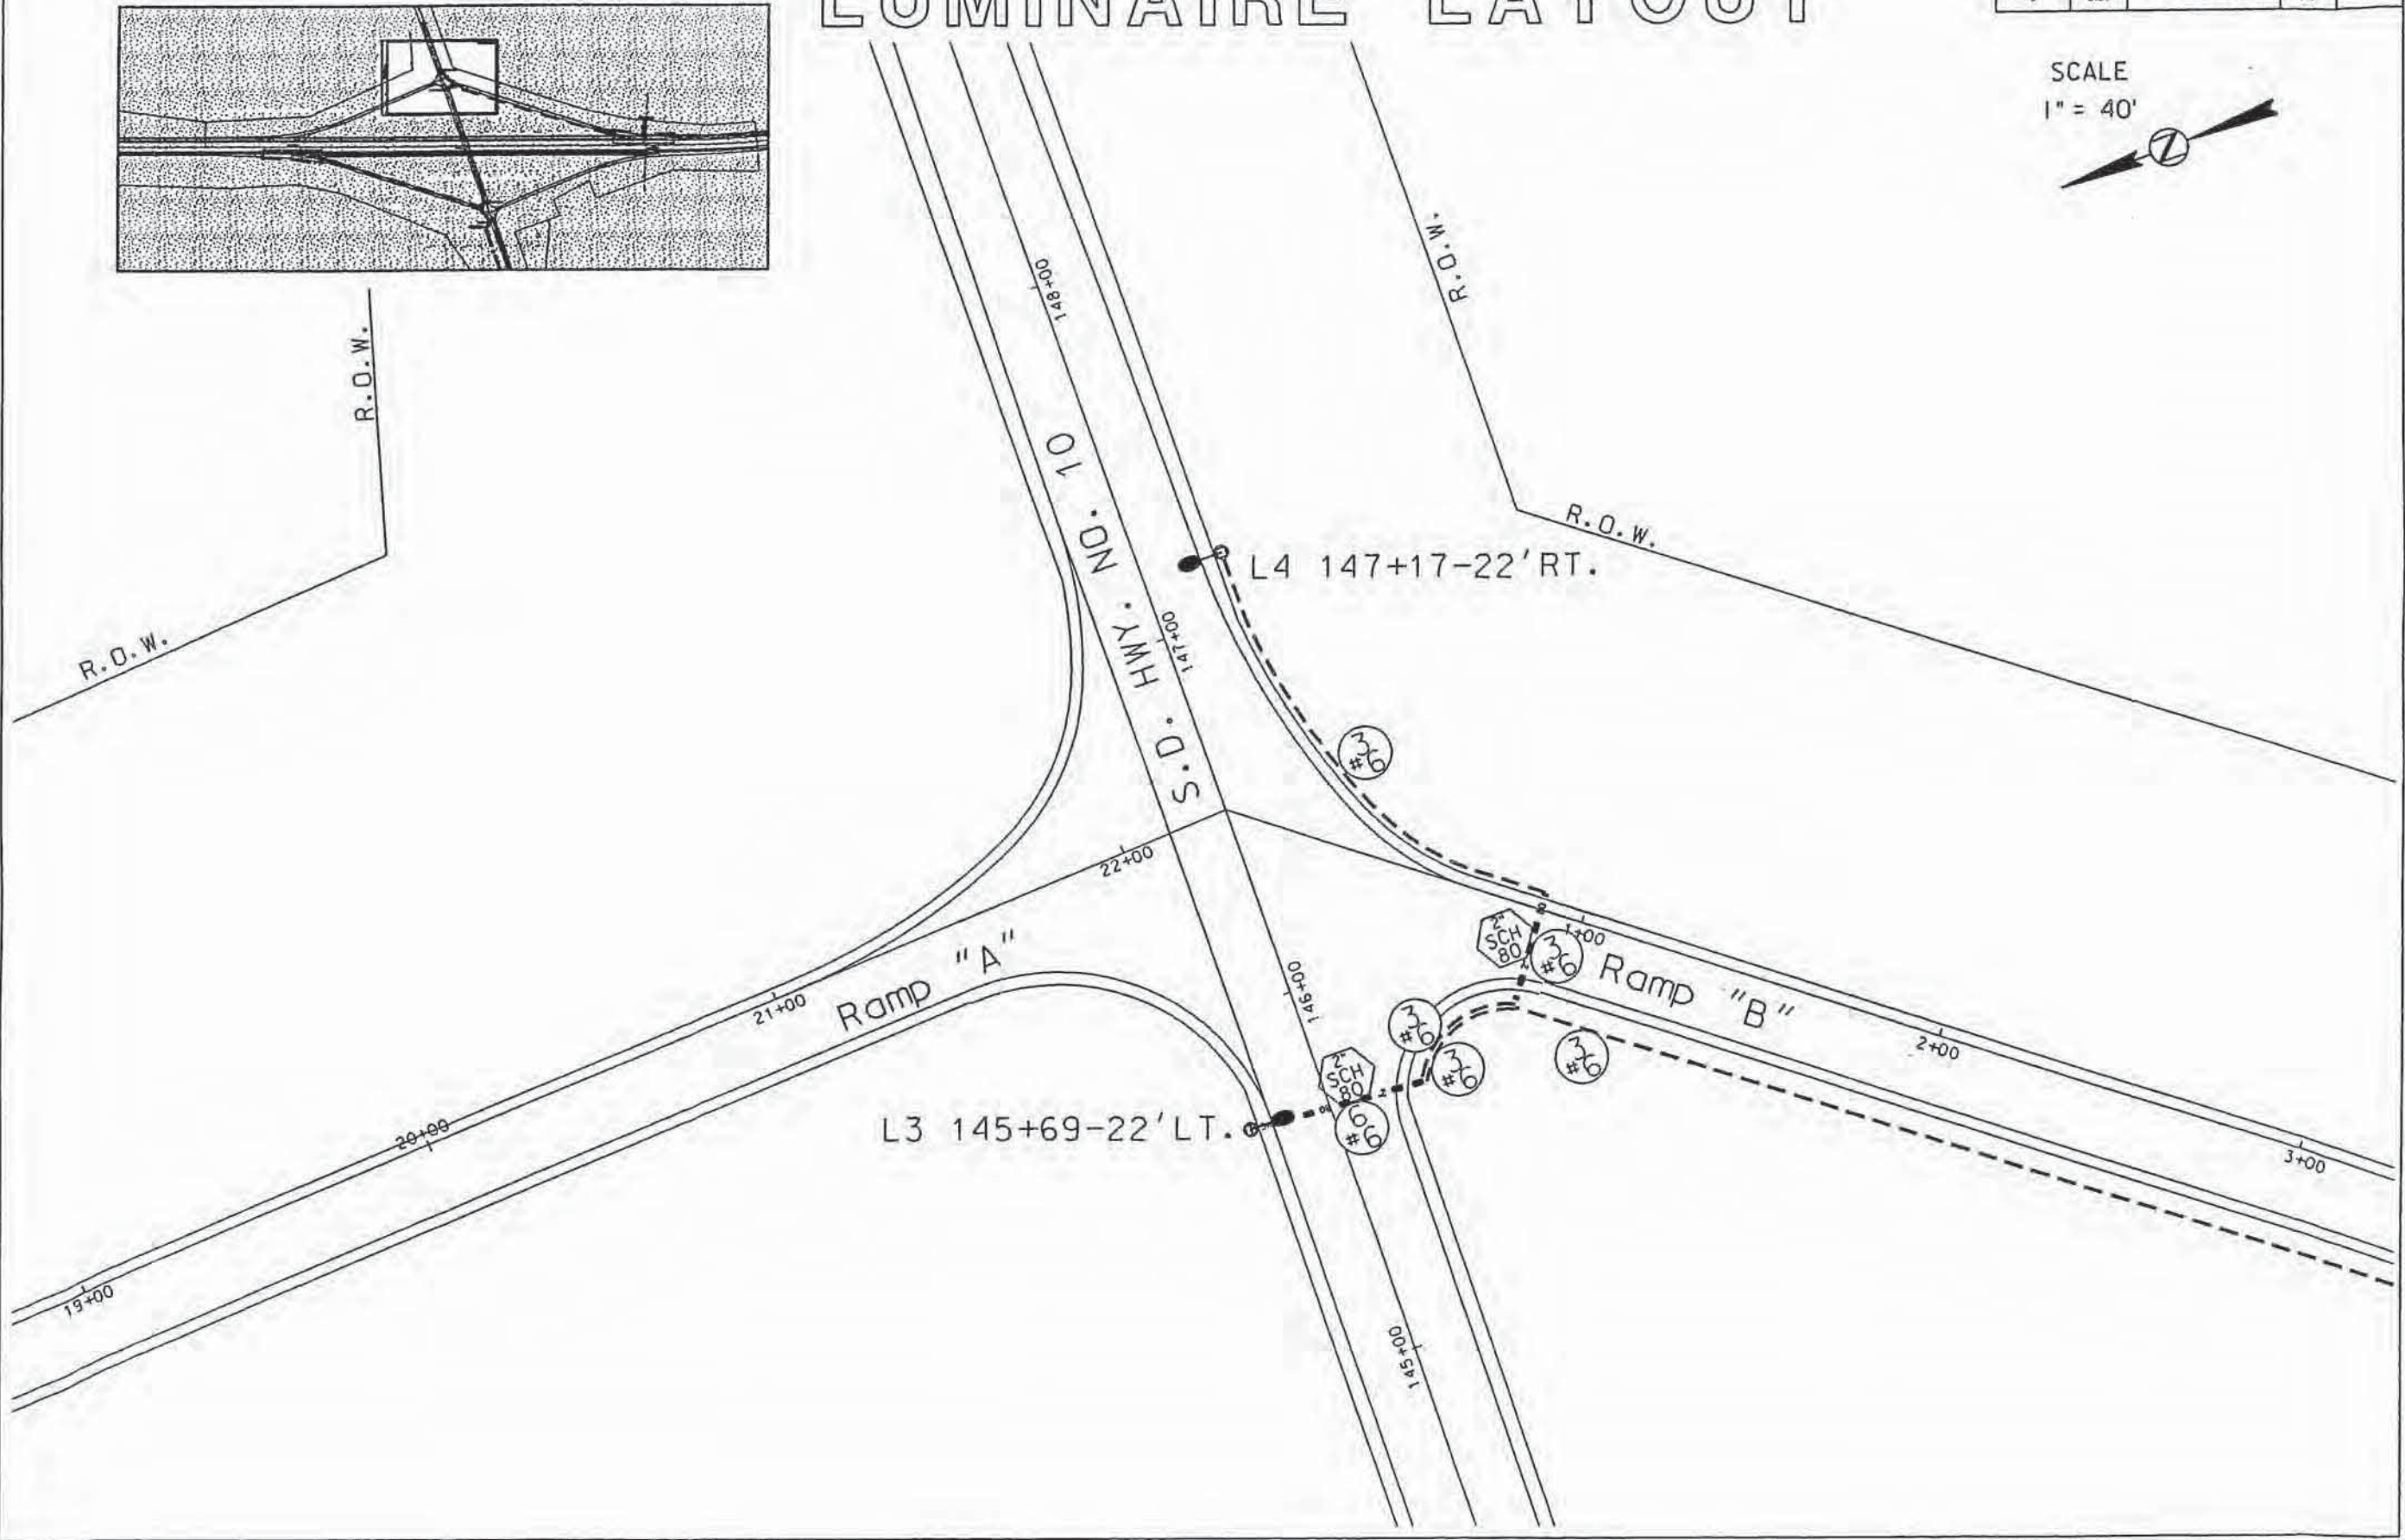 LUMINAIRE LAYOUT
SCALE
1" = 40'
Z
R.O.W.
R.O.W.
R.O.W.
R.O.W.
148+00
S.D. HWY. NO. 10
L4 147+17-22'RT.
147+00
3
#6
22+00
2"
SCH
80
3
#6
1+00
Ramp "A"
Ramp "B"
21+00
146+00
3
#6
3
#6
3
#6
2+00
2"
SCH
80
6
#6
L3 145+69-22'LT.
20+00
3+00
19+00
145+00